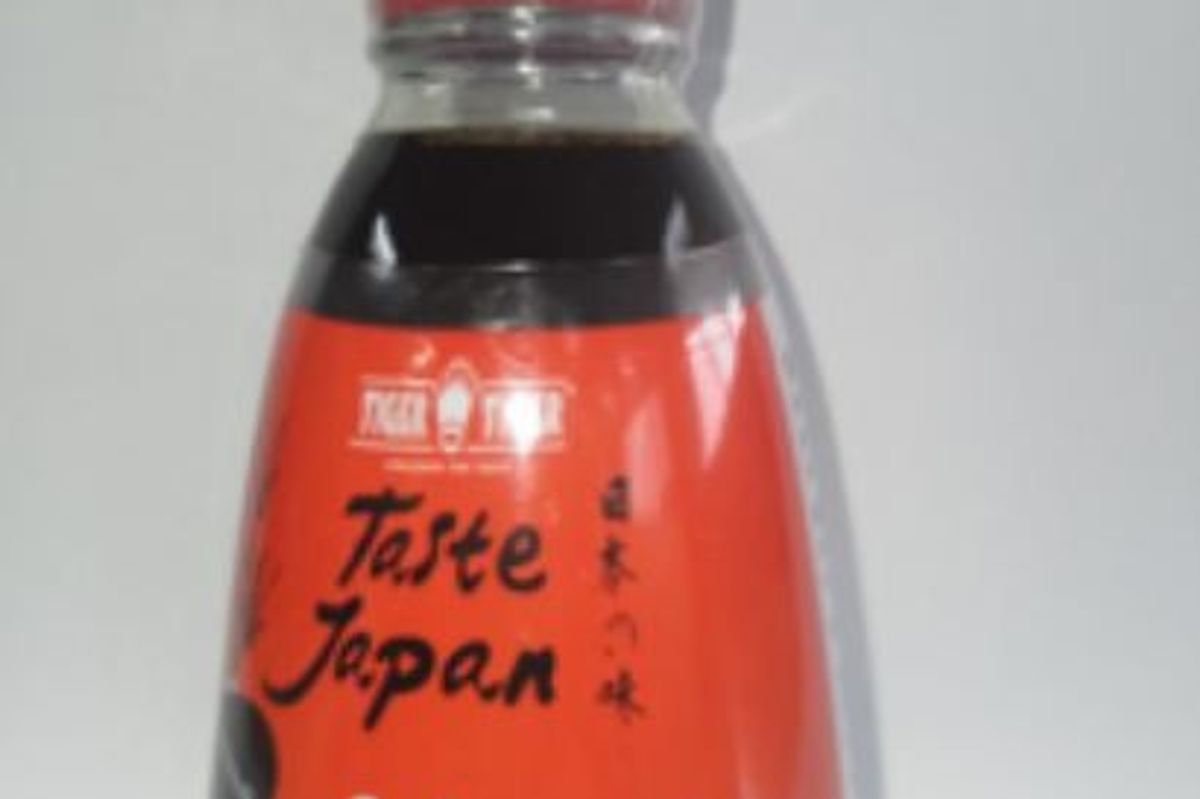 TIGER TIGER
Taste
Japan
日本の味